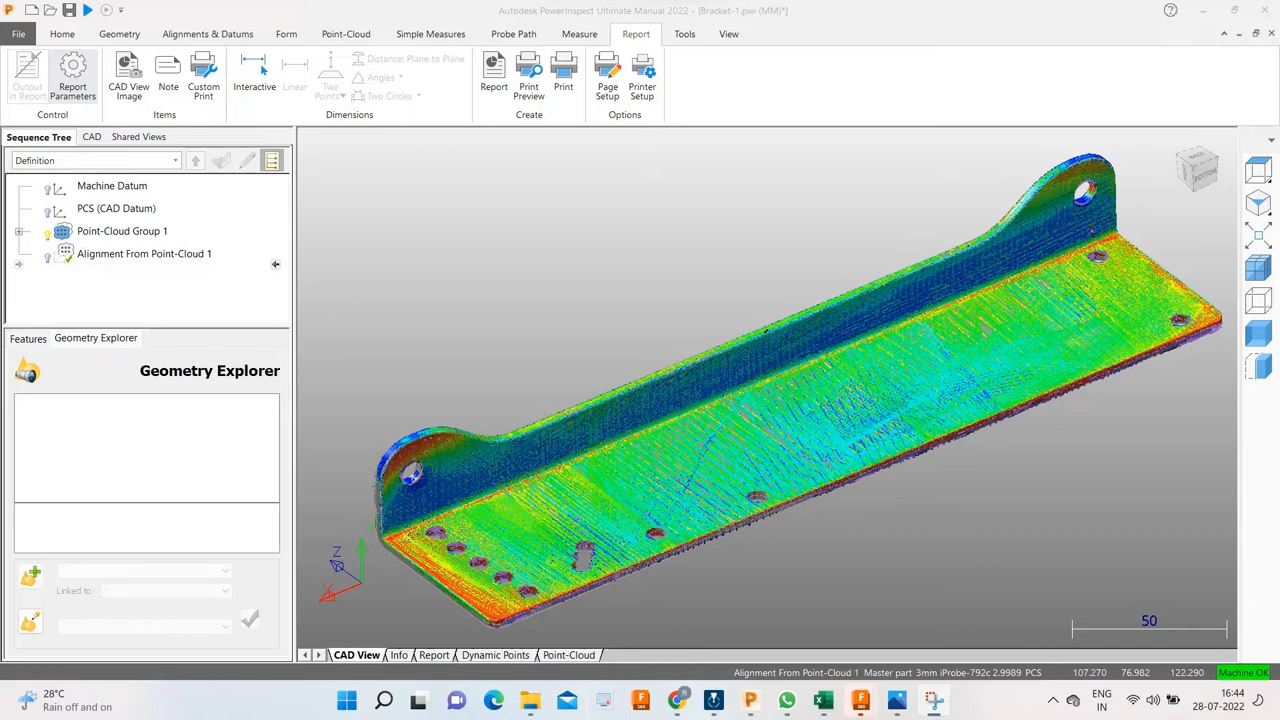 Autodesk PowerInspect Ultimate Manual 2022 - [Bracket-1.pwi (MM)*]
File Home Geometry Alignments & Datums Form Point-Cloud Simple Measures Probe Path Measure Report Tools View
Output in Report
Report Parameters
Control
CAD View Image
Note
Custom Print
Items
Interactive
Linear
Two Points
Distance: Plane to Plane
Angles
Two Circles
Dimensions
Report
Print Preview
Print
Create
Page Setup
Printer Setup
Options
Sequence Tree CAD Shared Views
Definition
Machine Datum
PCS (CAD Datum)
Point-Cloud Group 1
Alignment From Point-Cloud 1
Features Geometry Explorer
Geometry Explorer
Linked to
BACK
BOTTOM
Z
X
50
CAD View Info Report Dynamic Points Point-Cloud
Alignment From Point-Cloud 1 Master part 3mm iProbe-792c 2.9989 PCS 107.270 76.982 122.290 Machine OK
28°C
Rain off and on
ENG
IN
16:44
28-07-2022